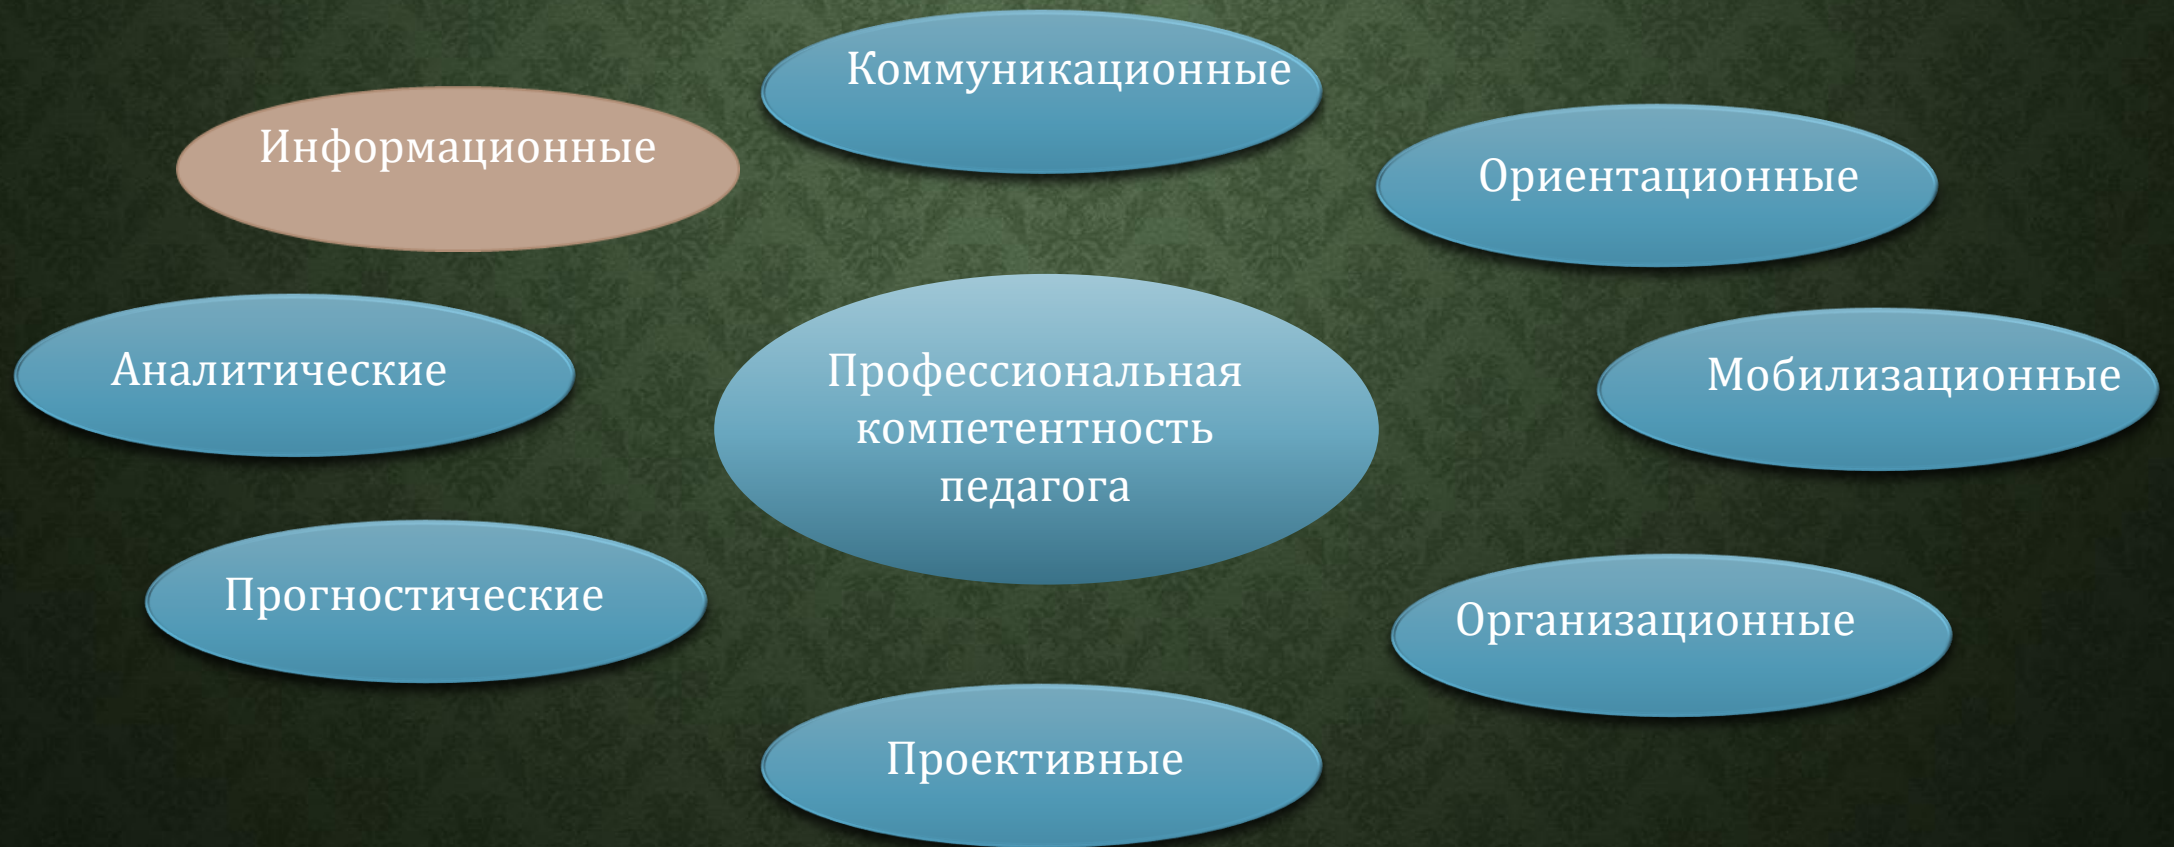 Коммуникационные
Информационные
Ориентационные
Аналитические
Профессиональная
компетентность
педагога
Мобилизационные
Прогностические
Организационные
Проективные